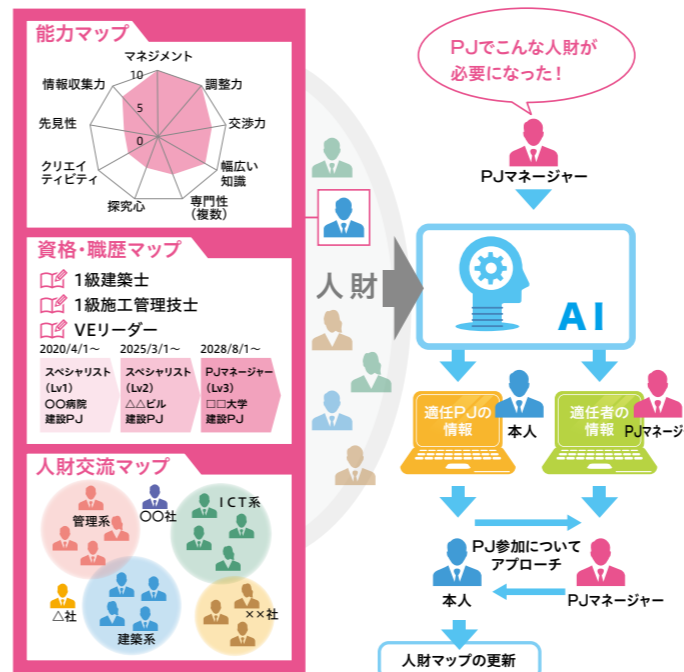 能力マップ
マネジメント
調整力
交渉力
幅広い
知識
専門性
(複数)
探究心
クリエイ
ティビティ
先見性
情報収集力
10
5
0
資格・職歴マップ
1級建築士
1級施工管理技士
VEリーダー
2020/4/1〜
スペシャリスト
(Lv1)
〇〇病院
建設PJ
2025/3/1〜
スペシャリスト
(Lv2)
△△ビル
建設PJ
2028/8/1〜
PJマネージャー
(Lv3)
□□大学
建設PJ
人財交流マップ
管理系
〇〇社
ICT系
△社
建築系
××社
人財
PJでこんな人財が
必要になった!
PJマネージャー
AI
適任PJの
情報
本人
適任者の
情報
PJマネージ
PJ参加について
アプローチ
本人
PJマネージャー
人財マップの更新